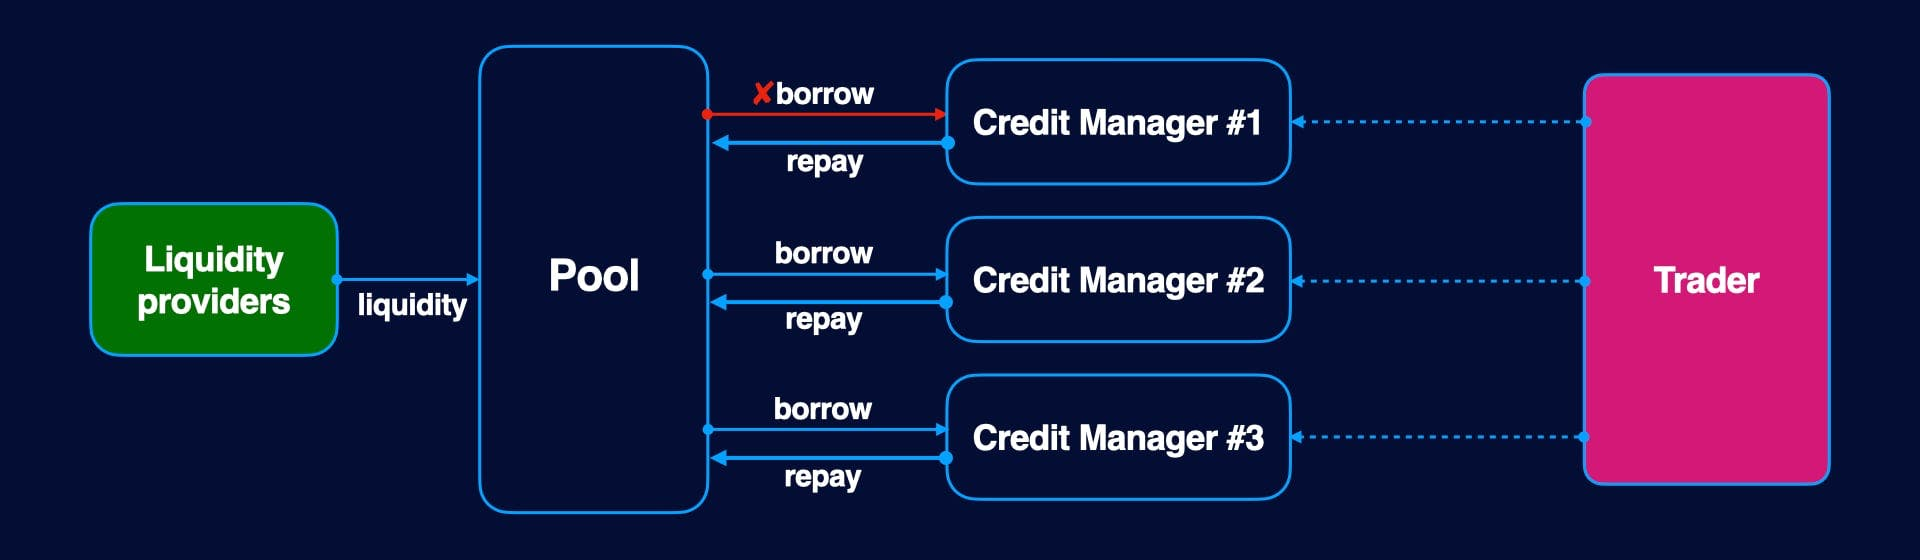 Liquidity
providers
liquidity
Pool
✘borrow
repay
borrow
repay
borrow
repay
Credit Manager #1
Credit Manager #2
Credit Manager #3
Trader